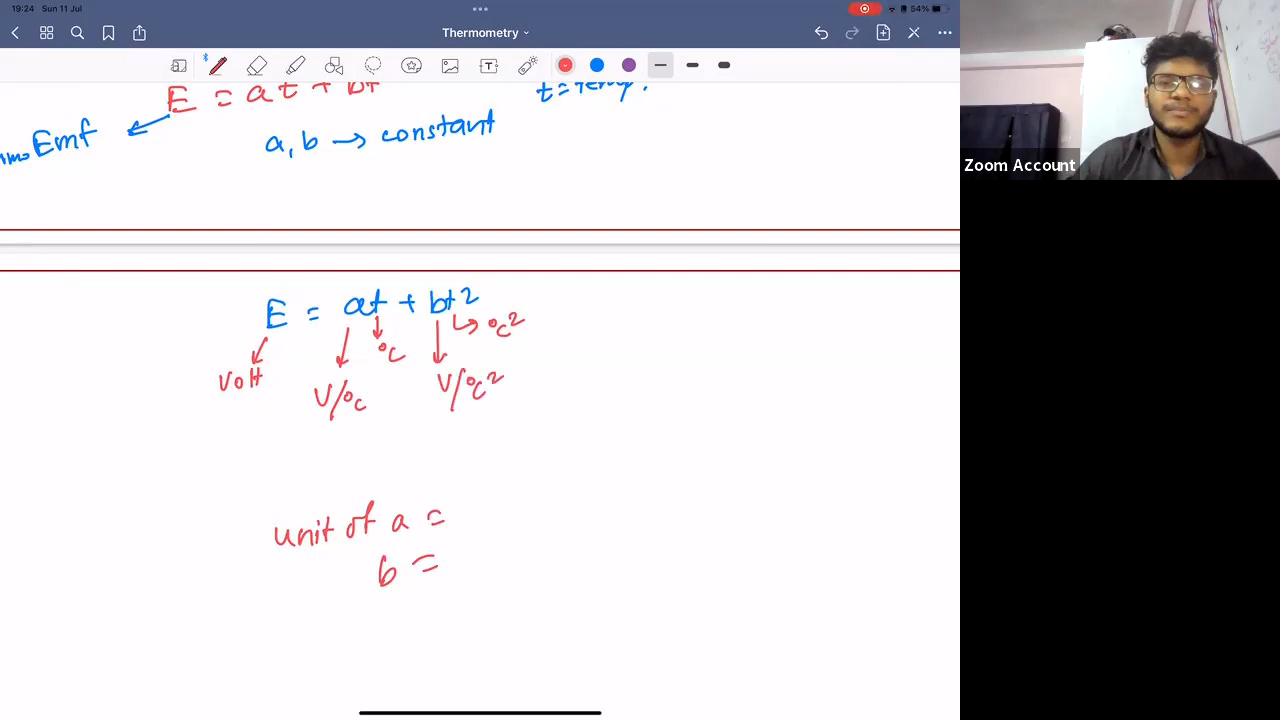 19:24 Sun 11 Jul
54%
Thermometry
E = at + bt
t = temp.
Emf
a, b → constant
E = at + bt2
volt
V/°C
°C
V/°C2
°C2
unit of a =
b =
Zoom Account